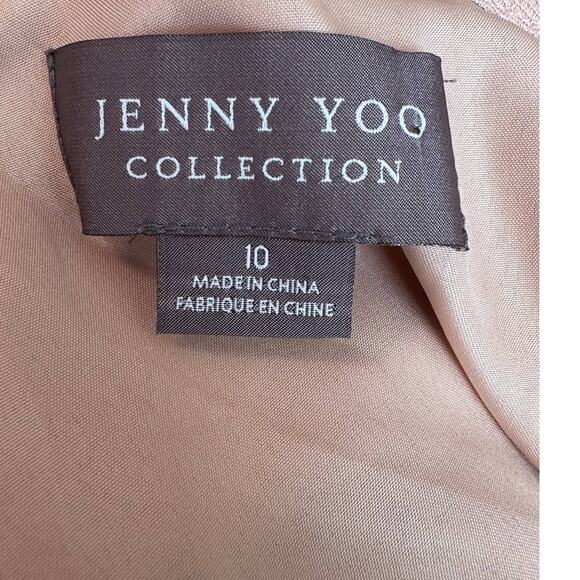 JENNY YOO
COLLECTION
10
MADE IN CHINA
FABRIQUE EN CHINE